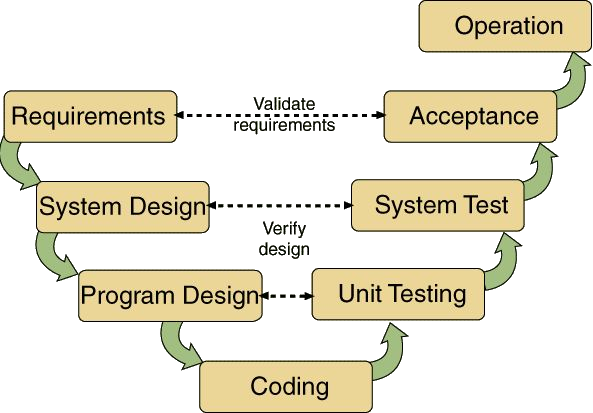 Operation
Requirements
Validate
requirements
Acceptance
System Design
System Test
Verify
design
Program Design
Unit Testing
Coding